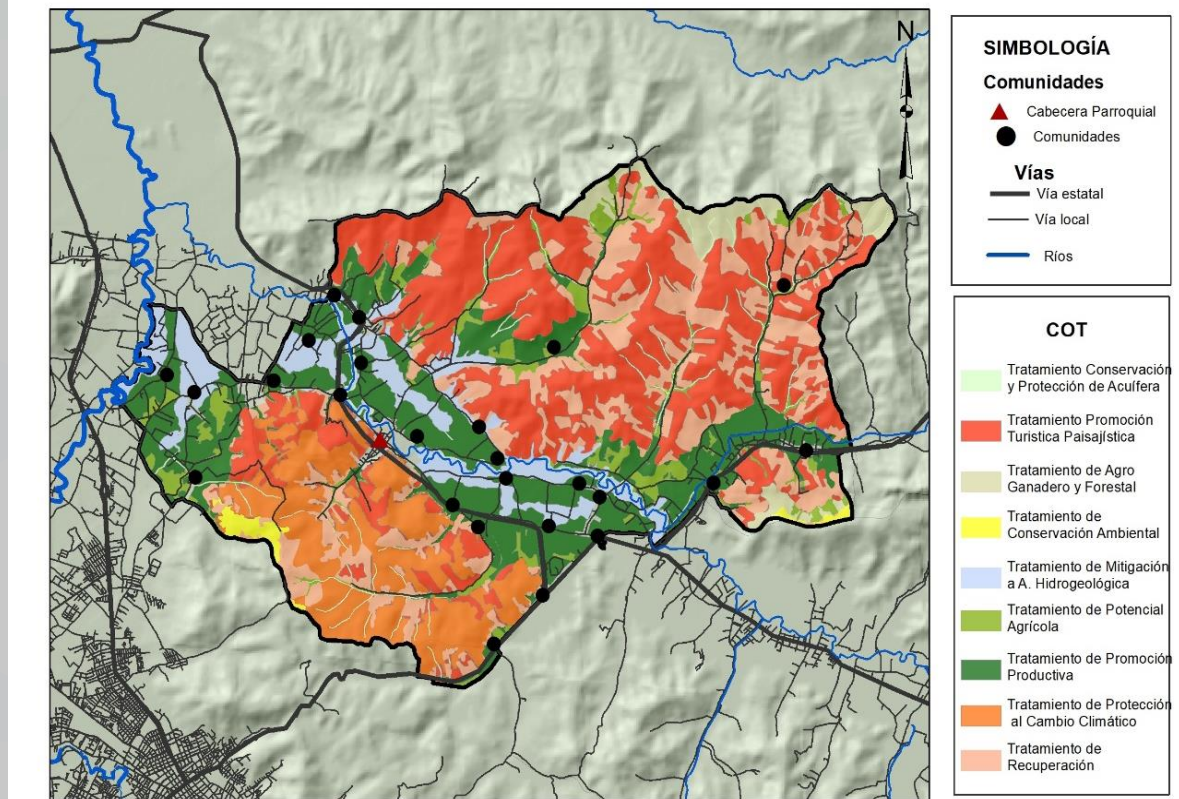 N
SIMBOLOGÍA
Comunidades
Cabecera Parroquial
Comunidades
Vías
Vía estatal
Vía local
Ríos
COT
Tratamiento Conservación
y Protección de Acuífera
Tratamiento Promoción
Turistica Paisajística
Tratamiento de Agro
Ganadero y Forestal
Tratamiento de
Conservación Ambiental
Tratamiento de Mitigación
a A. Hidrogeológica
Tratamiento de Potencial
Agrícola
Tratamiento de Promoción
Productiva
Tratamiento de Protección
al Cambio Climático
Tratamiento de
Recuperación